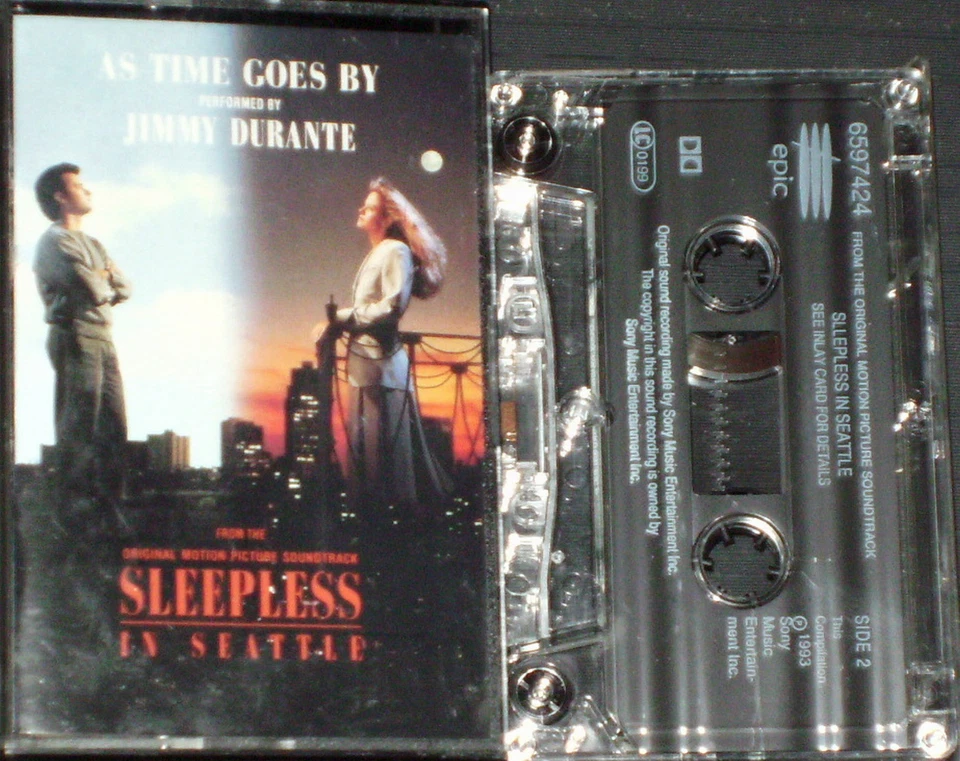 AS TIME GOES BY
PERFORMED BY
JIMMY DURANTE
FROM THE
ORIGINAL MOTION PICTURE SOUNDTRACK
SLEEPLESS
IN SEATTLE
6597424
FROM THE ORIGINAL MOTION PICTURE SOUNDTRACK
SLLEPLESS IN SEATTLE
SEE INLAY CARD FOR DETAILS
SIDE 2
This
Compilation
℗ 1993
Sony
Music
Entertain-
ment Inc.
epic
LC 0199
Original sound recording made by Sony Music Entertainment Inc.
The copyright in this sound recording is owned by
Sony Music Entertainment Inc.